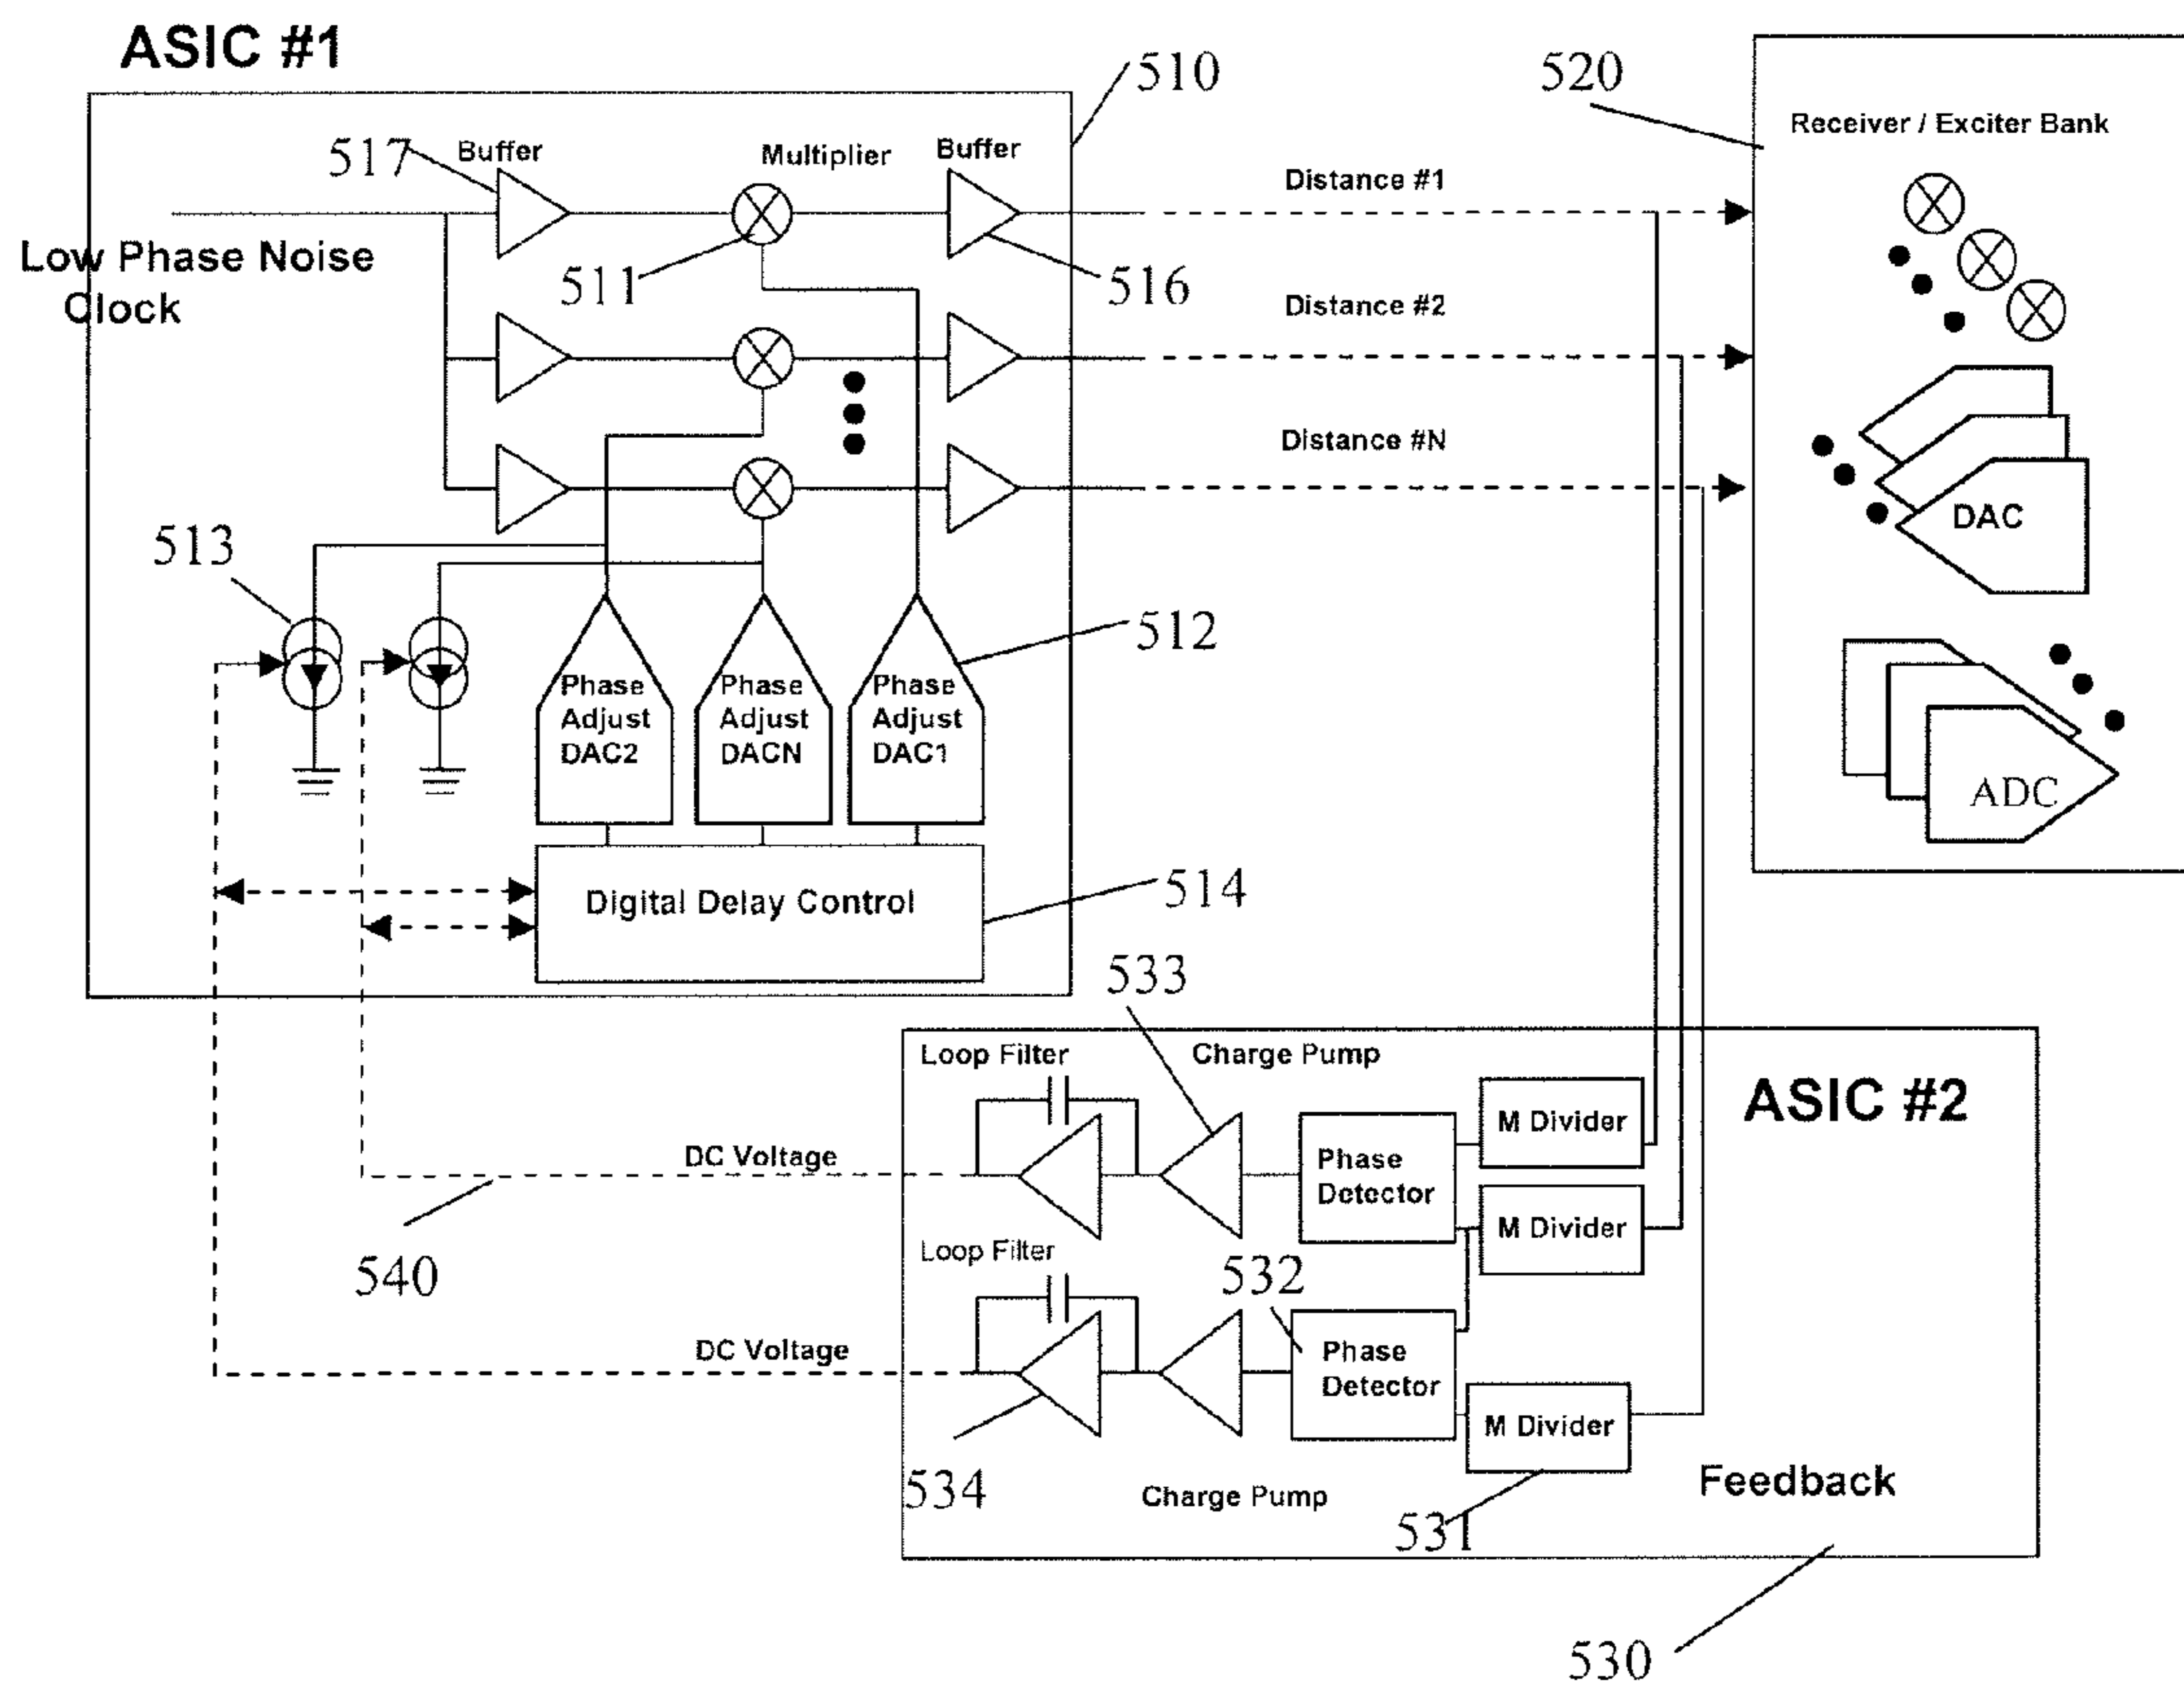 ASIC #1
510
520
Receiver / Exciter Bank
517
Buffer
Multiplier
Buffer
Distance #1
Low Phase Noise
Clock
511
516
Distance #2
Distance #N
DAC
513
512
Phase
Adjust
DAC2
Phase
Adjust
DACN
Phase
Adjust
DAC1
ADC
Digital Delay Control
514
533
Loop Filter
Charge Pump
ASIC #2
M Divider
DC Voltage
Phase
Detector
M Divider
540
Loop Filter
532
DC Voltage
Phase
Detector
M Divider
534
Charge Pump
531
Feedback
530